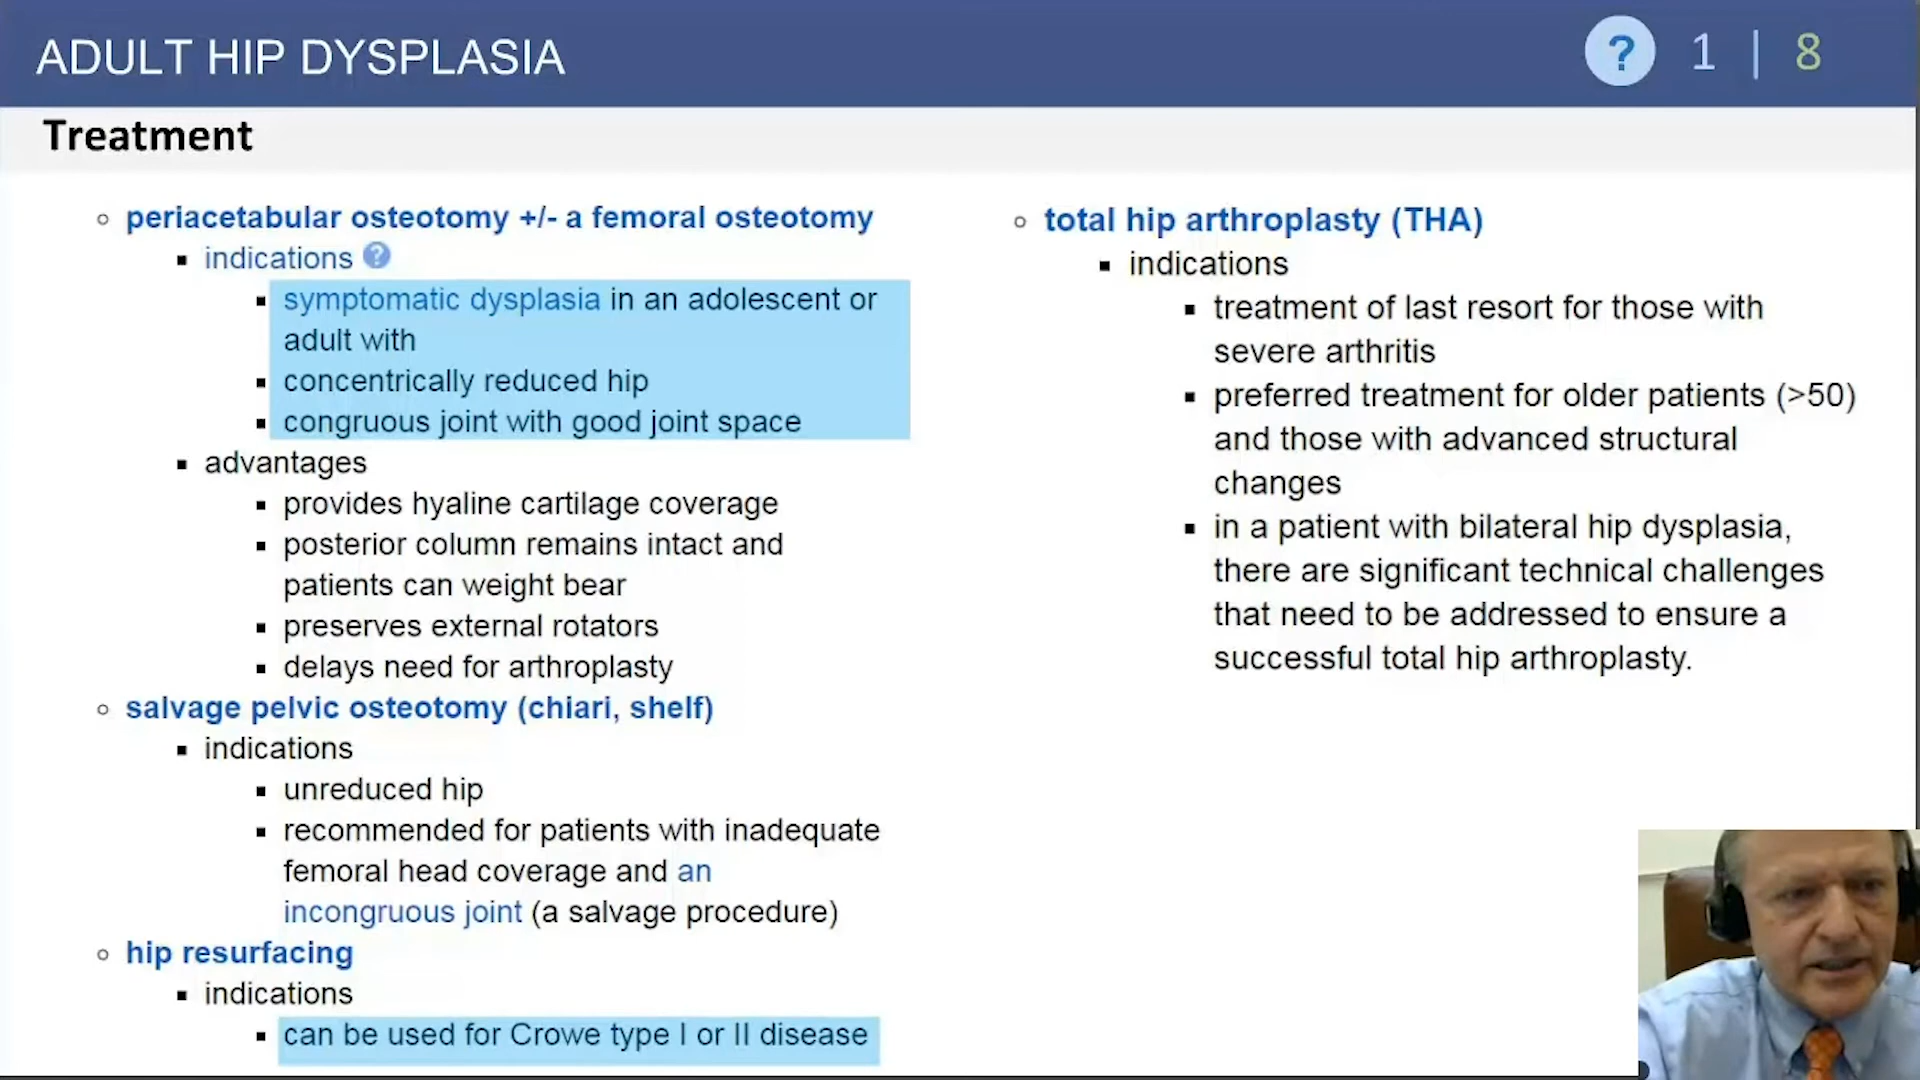 ADULT HIP DYSPLASIA
? 1 | 8
Treatment
periacetabular osteotomy +/- a femoral osteotomy
indications ?
symptomatic dysplasia in an adolescent or
adult with
concentrically reduced hip
congruous joint with good joint space
advantages
provides hyaline cartilage coverage
posterior column remains intact and
patients can weight bear
preserves external rotators
delays need for arthroplasty
salvage pelvic osteotomy (chiari, shelf)
indications
unreduced hip
recommended for patients with inadequate
femoral head coverage and an
incongruous joint (a salvage procedure)
hip resurfacing
indications
can be used for Crowe type I or II disease
total hip arthroplasty (THA)
indications
treatment of last resort for those with
severe arthritis
preferred treatment for older patients (>50)
and those with advanced structural
changes
in a patient with bilateral hip dysplasia,
there are significant technical challenges
that need to be addressed to ensure a
successful total hip arthroplasty.